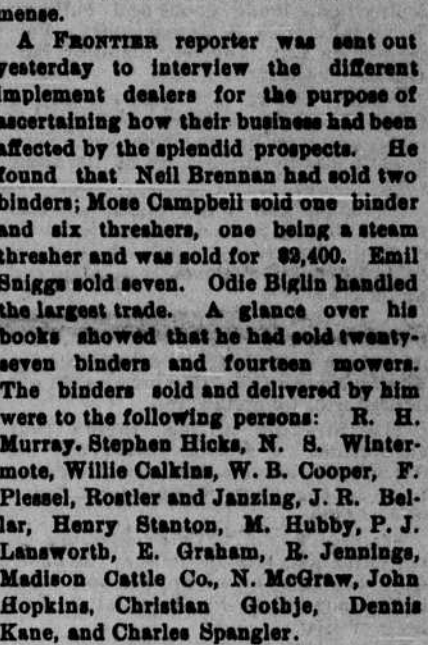 mense.
A FRONTIER reporter was sent out
yesterday to interview the different
implement dealers for the purpose of
ascertaining how their business had been
affected by the splendid prospects. He
found that Neil Brennan had sold two
binders; Mose Campbell sold one binder
and six threshers, one being a steam
thresher and was sold for $2,400. Emil
Sniggs sold seven. Odie Biglin handled
the largest trade. A glance over his
books showed that he had sold twenty-
seven binders and fourteen mowers.
The binders sold and delivered by him
were to the following persons: R. H.
Murray. Stephen Hicks, N. S. Winter-
mote, Willie Calkins, W. B. Cooper, F.
Plessel, Rostler and Janzing, J. R. Bel-
lar, Henry Stanton, M. Hubby, P. J.
Lansworth, E. Graham, R. Jennings,
Madison Cattle Co., N. McGraw, John
Hopkins, Christian Gothje, Dennis
Kane, and Charles Spangler.